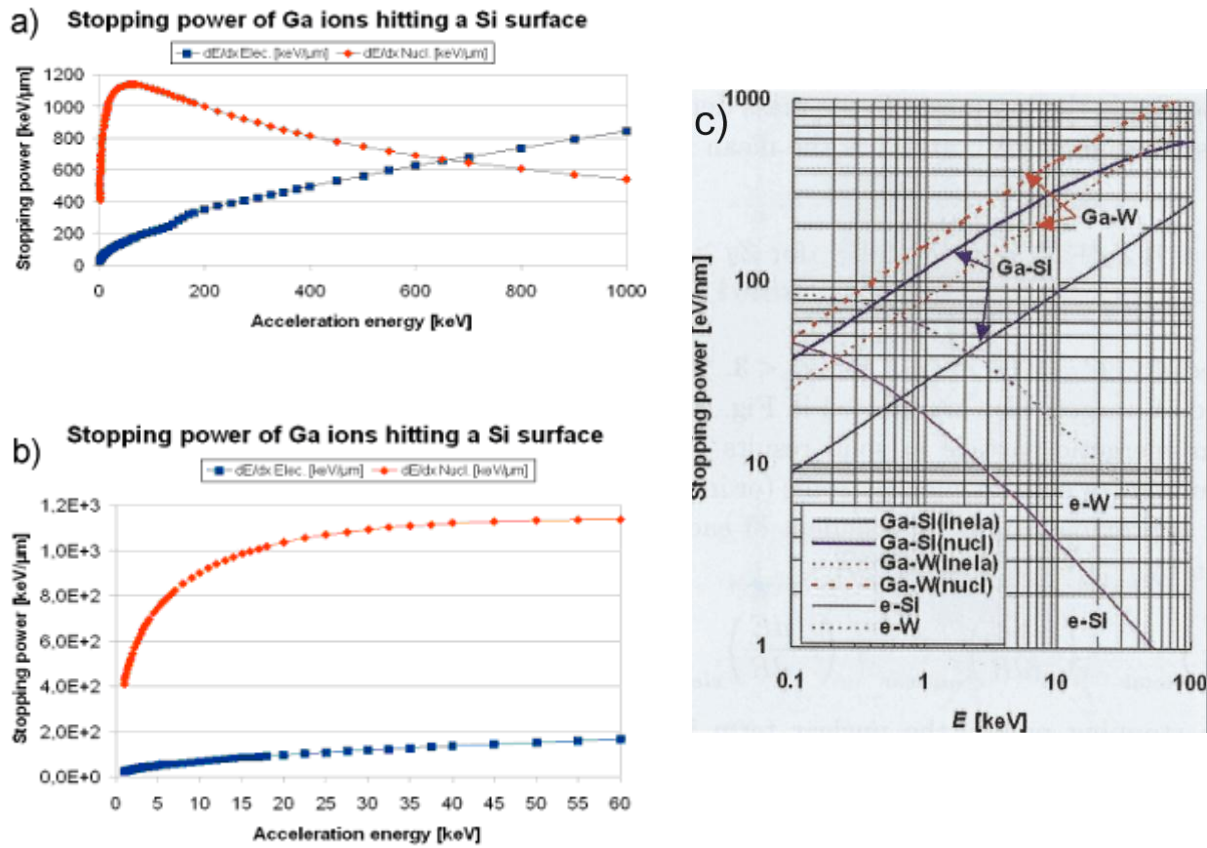 a)
Stopping power of Ga ions hitting a Si surface
dE/dx Elec. [keV/µm] dE/dx Nucl. [keV/µm]
Stopping power [keV/µm]
1200
1000
800
600
400
200
0
0 200 400 600 800 1000
Acceleration energy [keV]
b)
Stopping power of Ga ions hitting a Si surface
dE/dx Elec. [keV/µm] dE/dx Nucl. [keV/µm]
Stopping power [keV/µm]
1,2E+3
1,0E+3
8,0E+2
6,0E+2
4,0E+2
2,0E+2
0,0E+0
0 5 10 15 20 25 30 35 40 45 50 55 60
Acceleration energy [keV]
c)
Stoppping power [eV/nm]
1000
100
10
1
Ga-W
Ga-Si
e-W
e-Si
Ga-Si(Inela)
Ga-Si(nucl)
Ga-W(Inela)
Ga-W(nucl)
e-Si
e-W
0.1 1 10 100
E [keV]